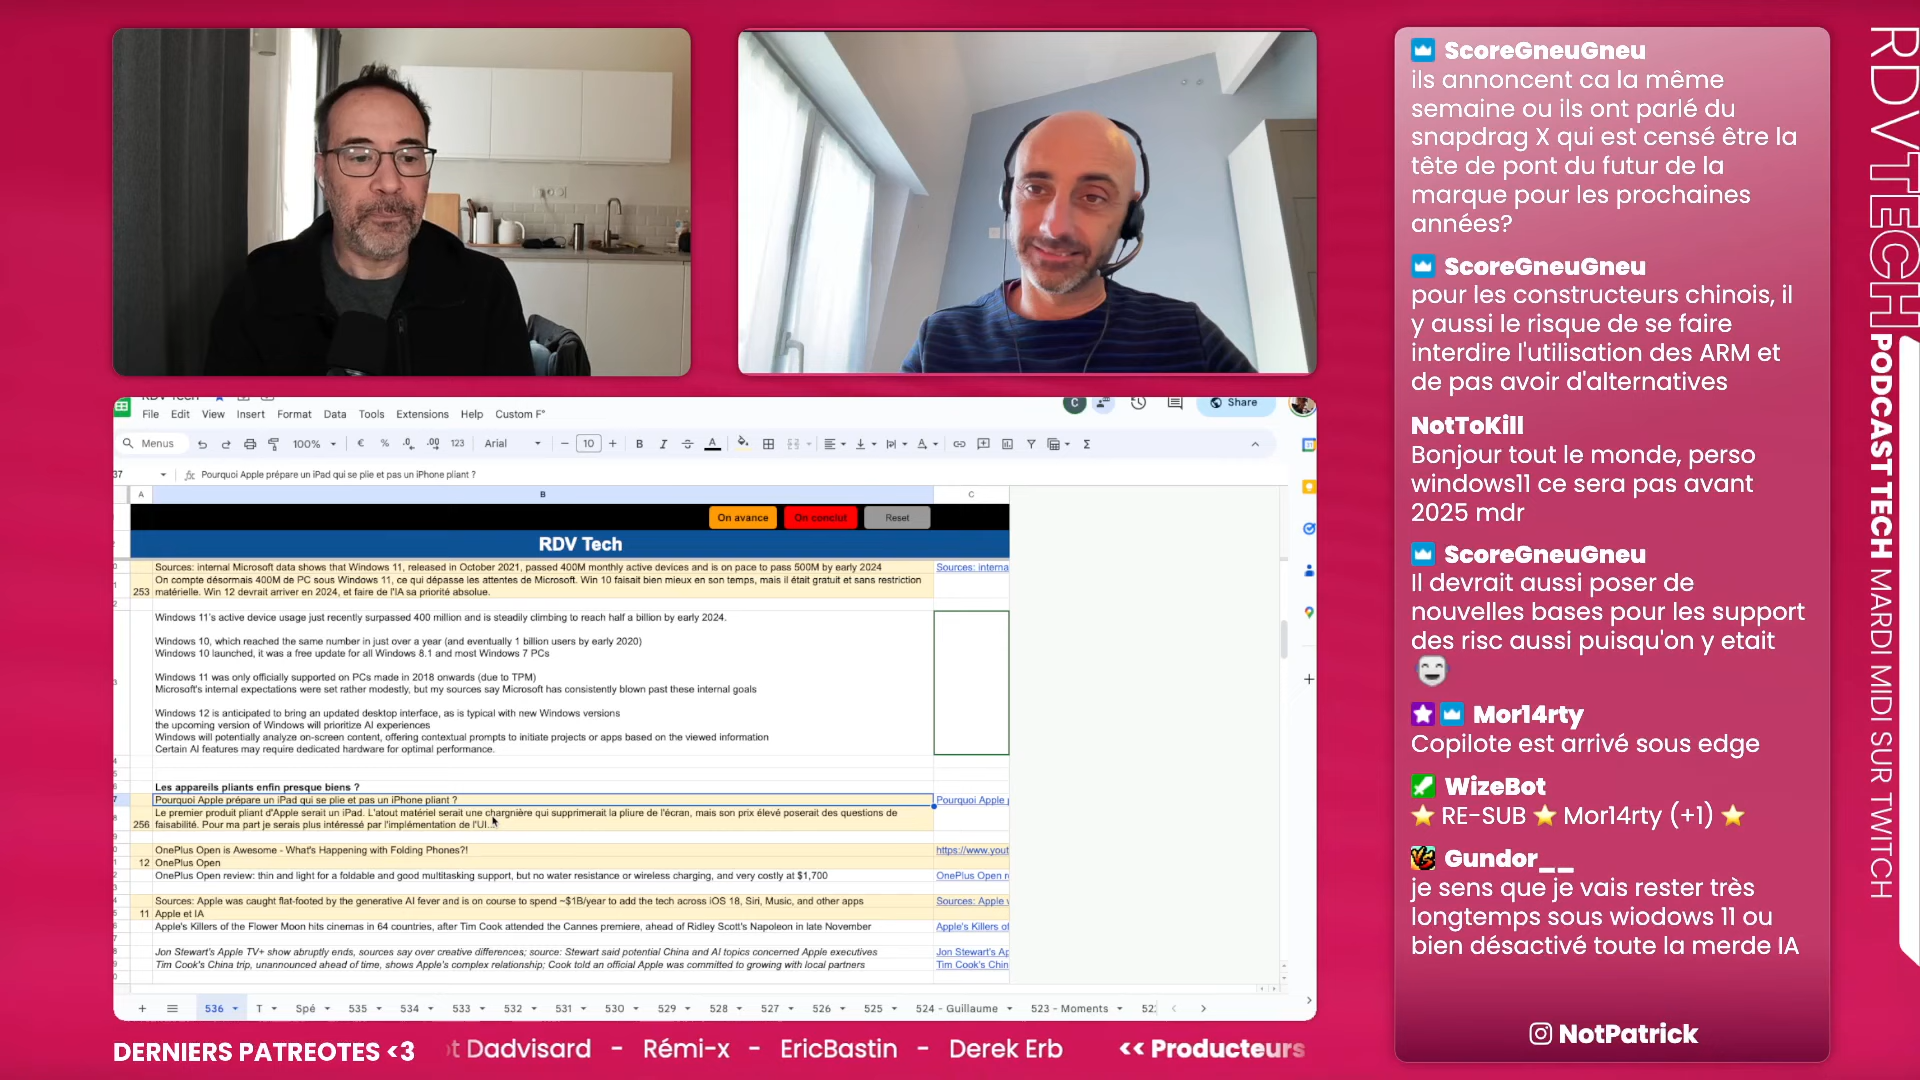 RDV Tech
File Edit View Insert Format Data Tools Extensions Help Custom F°
Share
C
Menus
100%
€ % .0 .00 123
Arial
10
37
Pourquoi Apple prépare un iPad qui se plie et pas un iPhone pliant ?
A B C
On avance On conclut Reset
RDV Tech
Sources: internal Microsoft data shows that Windows 11, released in October 2021, passed 400M monthly active devices and is on pace to pass 500M by early 2024
Sources: interna
On compte désormais 400M de PC sous Windows 11, ce qui dépasse les attentes de Microsoft. Win 10 faisait bien mieux en son temps, mais il était gratuit et sans restriction
253 matérielle. Win 12 devrait arriver en 2024, et faire de l'IA sa priorité absolue.
Windows 11's active device usage just recently surpassed 400 million and is steadily climbing to reach half a billion by early 2024.
Windows 10, which reached the same number in just over a year (and eventually 1 billion users by early 2020)
Windows 10 launched, it was a free update for all Windows 8.1 and most Windows 7 PCs
Windows 11 was only officially supported on PCs made in 2018 onwards (due to TPM)
Microsoft's internal expectations were set rather modestly, but my sources say Microsoft has consistently blown past these internal goals
Windows 12 is anticipated to bring an updated desktop interface, as is typical with new Windows versions
the upcoming version of Windows will prioritize AI experiences
Windows will potentially analyze on-screen content, offering contextual prompts to initiate projects or apps based on the viewed information
Certain AI features may require dedicated hardware for optimal performance.
Les appareils pliants enfin presque biens ?
Pourquoi Apple prépare un iPad qui se plie et pas un iPhone pliant ?
Pourquoi Apple p
Le premier produit pliant d'Apple serait un iPad. L'atout matériel serait une chargnière qui supprimerait la pliure de l'écran, mais son prix élevé poserait des questions de
256 faisabilité. Pour ma part je serais plus intéressé par l'implémentation de l'UI...
OnePlus Open is Awesome - What's Happening with Folding Phones?!
https://www.yout
12 OnePlus Open
OnePlus Open review: thin and light for a foldable and good multitasking support, but no water resistance or wireless charging, and very costly at $1,700
OnePlus Open r
Sources: Apple was caught flat-footed by the generative AI fever and is on course to spend ~$1B/year to add the tech across iOS 18, Siri, Music, and other apps
Sources: Apple w
11 Apple et IA
Apple's Killers of the Flower Moon hits cinemas in 64 countries, after Tim Cook attended the Cannes premiere, ahead of Ridley Scott's Napoleon in late November
Apple's Killers of
Jon Stewart's Apple TV+ show abruptly ends, sources say over creative differences; source: Stewart said potential China and AI topics concerned Apple executives
Jon Stewart's Ap
Tim Cook's China trip, unannounced ahead of time, shows Apple's complex relationship; Cook told an official Apple was committed to growing with local partners
Tim Cook's Chin
536 T Spé 535 534 533 532 531 530 529 528 527 526 525 524 - Guillaume 523 - Moments 52
DERNIERS PATREOTES <3
t Dadvisard - Rémi-x - EricBastin - Derek Erb << Producteurs
ScoreGneuGneu
ils annoncent ca la même
semaine ou ils ont parlé du
snapdrag X qui est censé être la
tête de pont du futur de la
marque pour les prochaines
années?
ScoreGneuGneu
pour les constructeurs chinois, il
y aussi le risque de se faire
interdire l'utilisation des ARM et
de pas avoir d'alternatives
NotToKill
Bonjour tout le monde, perso
windows11 ce sera pas avant
2025 mdr
ScoreGneuGneu
Il devrait aussi poser de
nouvelles bases pour les support
des risc aussi puisqu'on y etait
Mor14rty
Copilote est arrivé sous edge
WizeBot
RE-SUB Mor14rty (+1)
Gundor__
je sens que je vais rester très
longtemps sous wiodows 11 ou
bien désactivé toute la merde IA
NotPatrick
RDV TECH PODCAST TECH MARDI MIDI SUR TWITCH